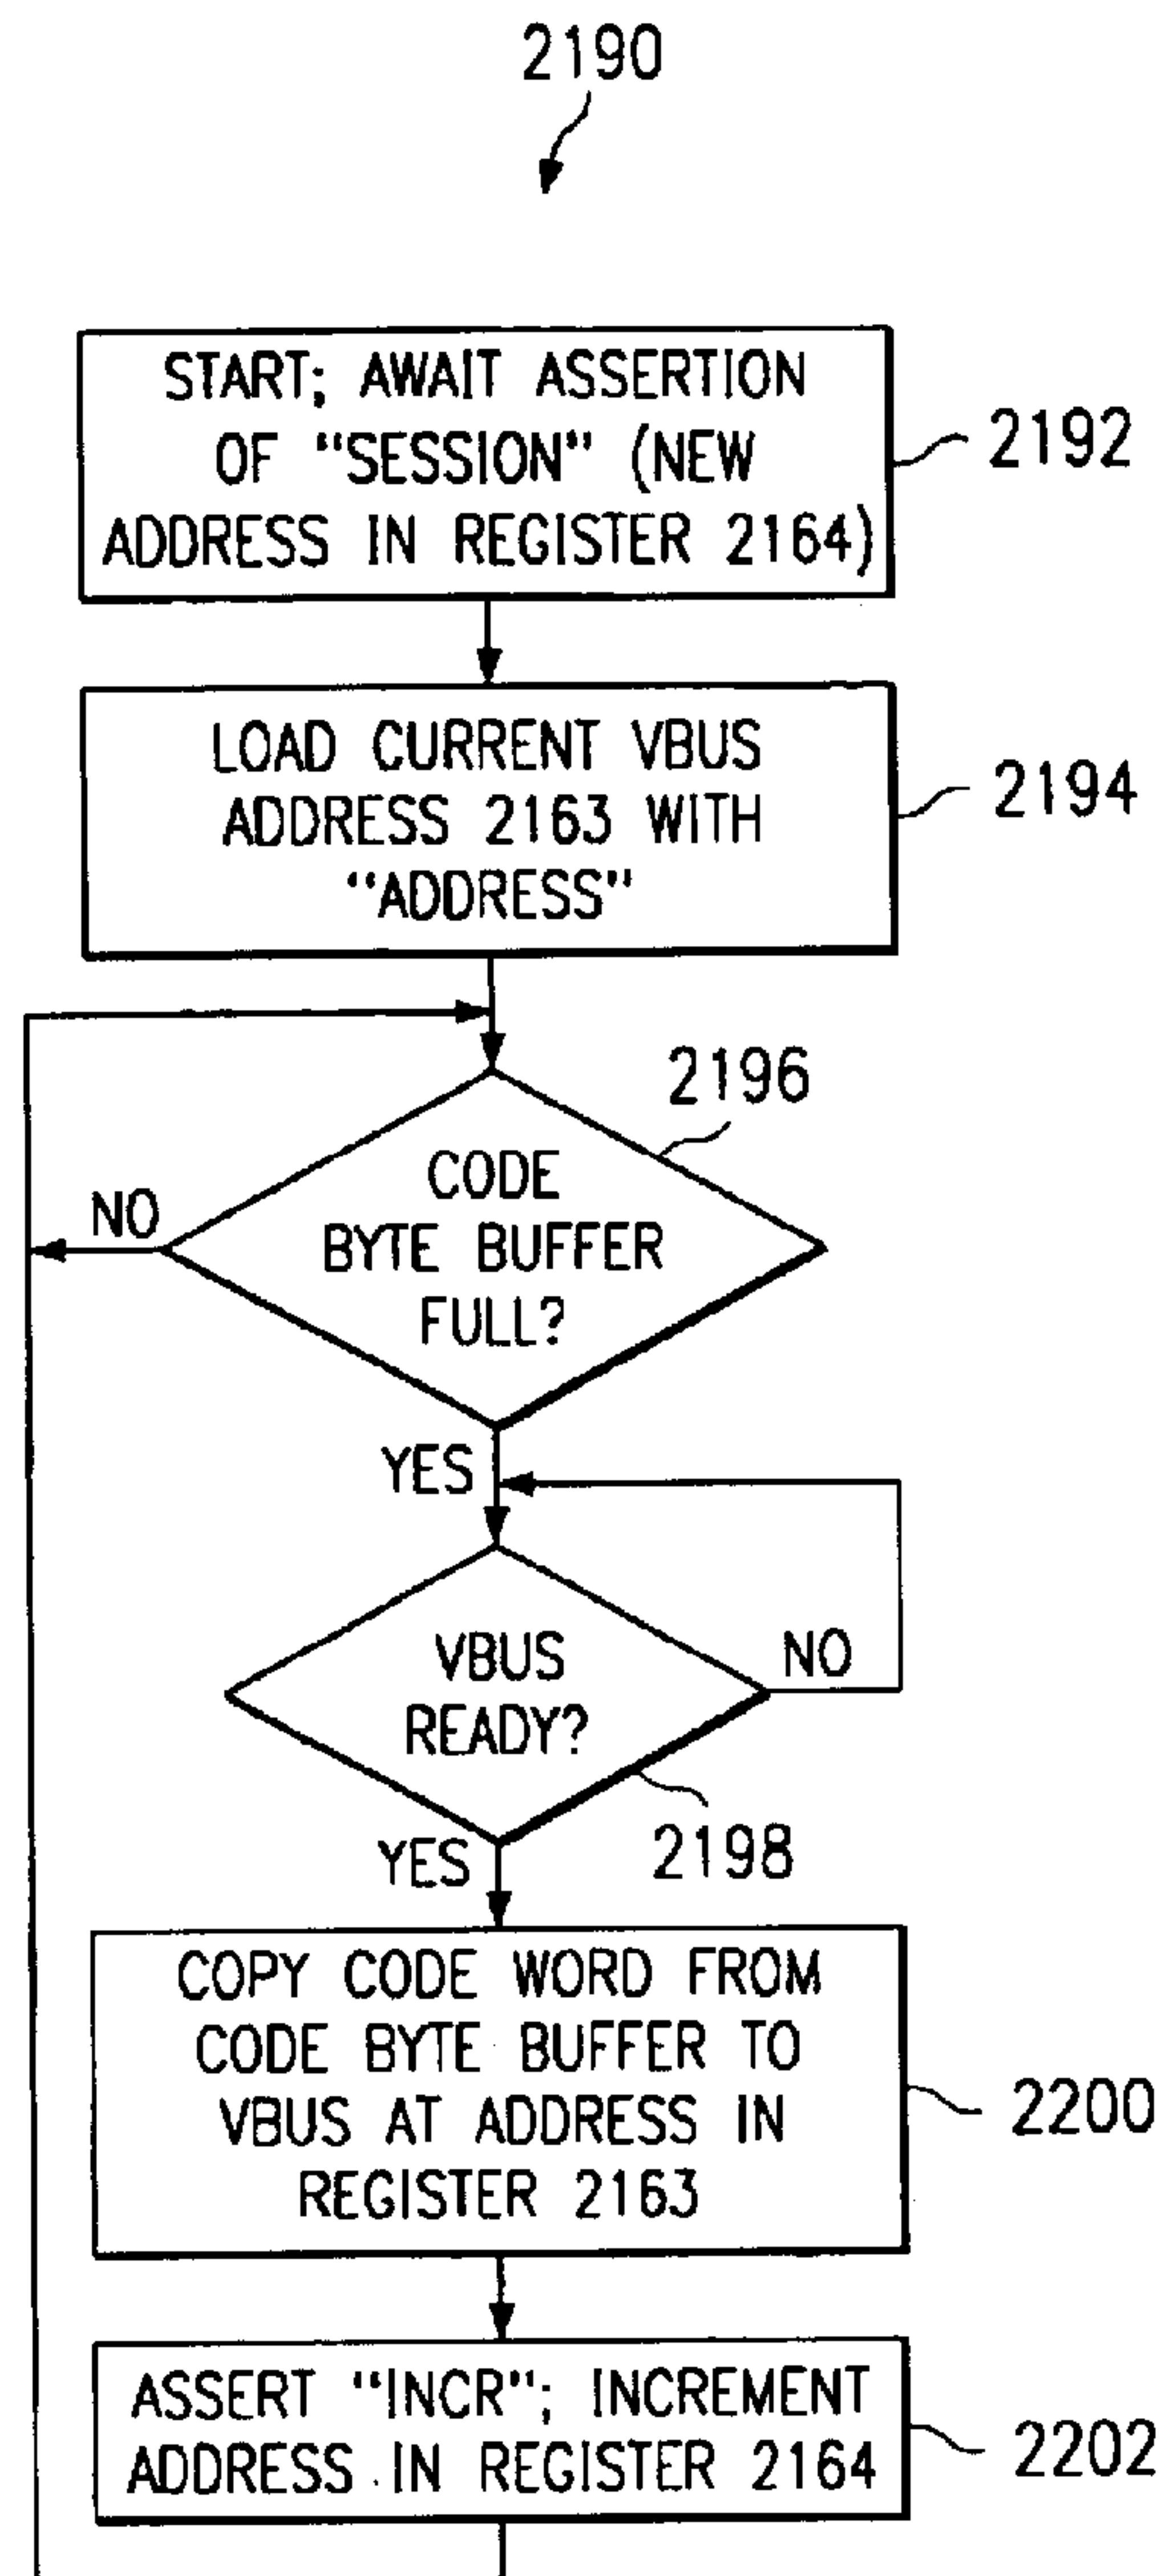 2190
START; AWAIT ASSERTION
OF "SESSION" (NEW
ADDRESS IN REGISTER 2164)
2192
LOAD CURRENT VBUS
ADDRESS 2163 WITH
"ADDRESS"
2194
2196
CODE
BYTE BUFFER
FULL?
NO
YES
VBUS
READY?
NO
2198
YES
COPY CODE WORD FROM
CODE BYTE BUFFER TO
VBUS AT ADDRESS IN
REGISTER 2163
2200
ASSERT "INCR"; INCREMENT
ADDRESS IN REGISTER 2164
2202